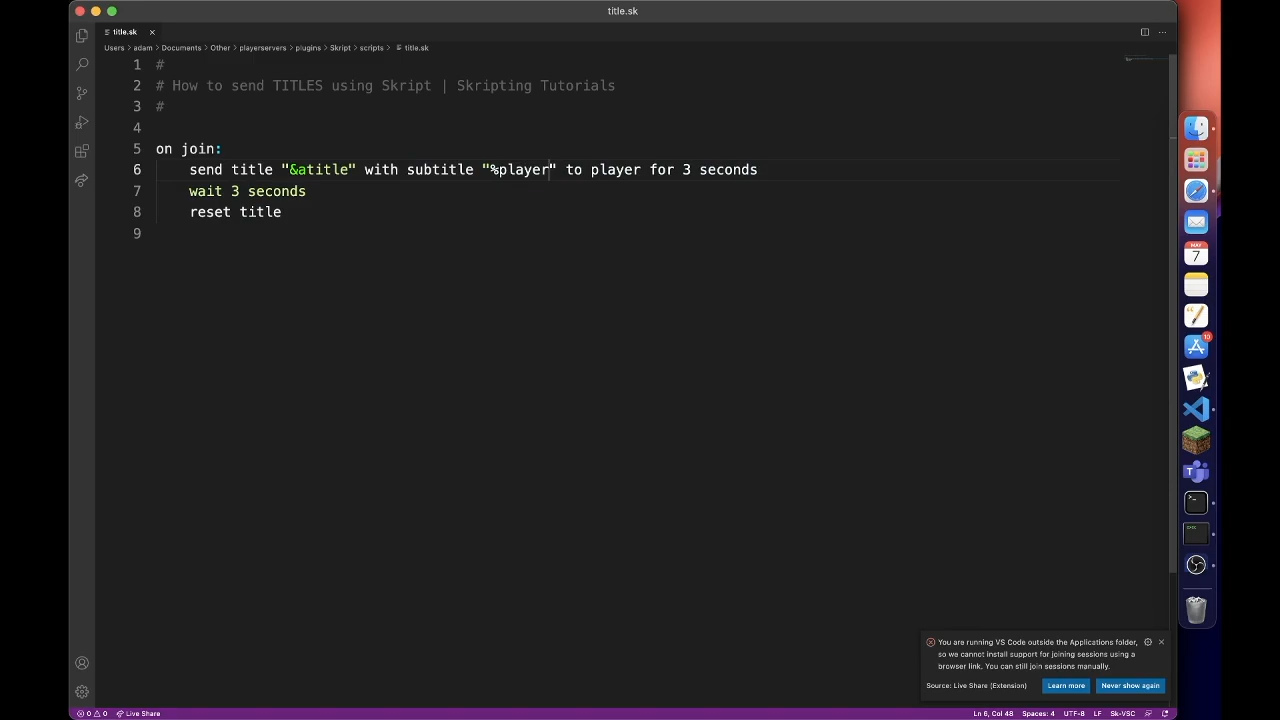 title.sk
title.sk
Users › adam › Documents › Other › playerservers › plugins › Skript › scripts › title.sk
1 #
2 # How to send TITLES using Skript | Skripting Tutorials
3 #
4
5 on join:
6 send title "&atitle" with subtitle "%player" to player for 3 seconds
7 wait 3 seconds
8 reset title
9
MAY
7
10
You are running VS Code outside the Applications folder,
so we cannot install support for joining sessions using a
browser link. You can still join sessions manually.
Source: Live Share (Extension)
Learn more
Never show again
0 0 Live Share
Ln 6, Col 48 Spaces: 4 UTF-8 LF Sk-VSC